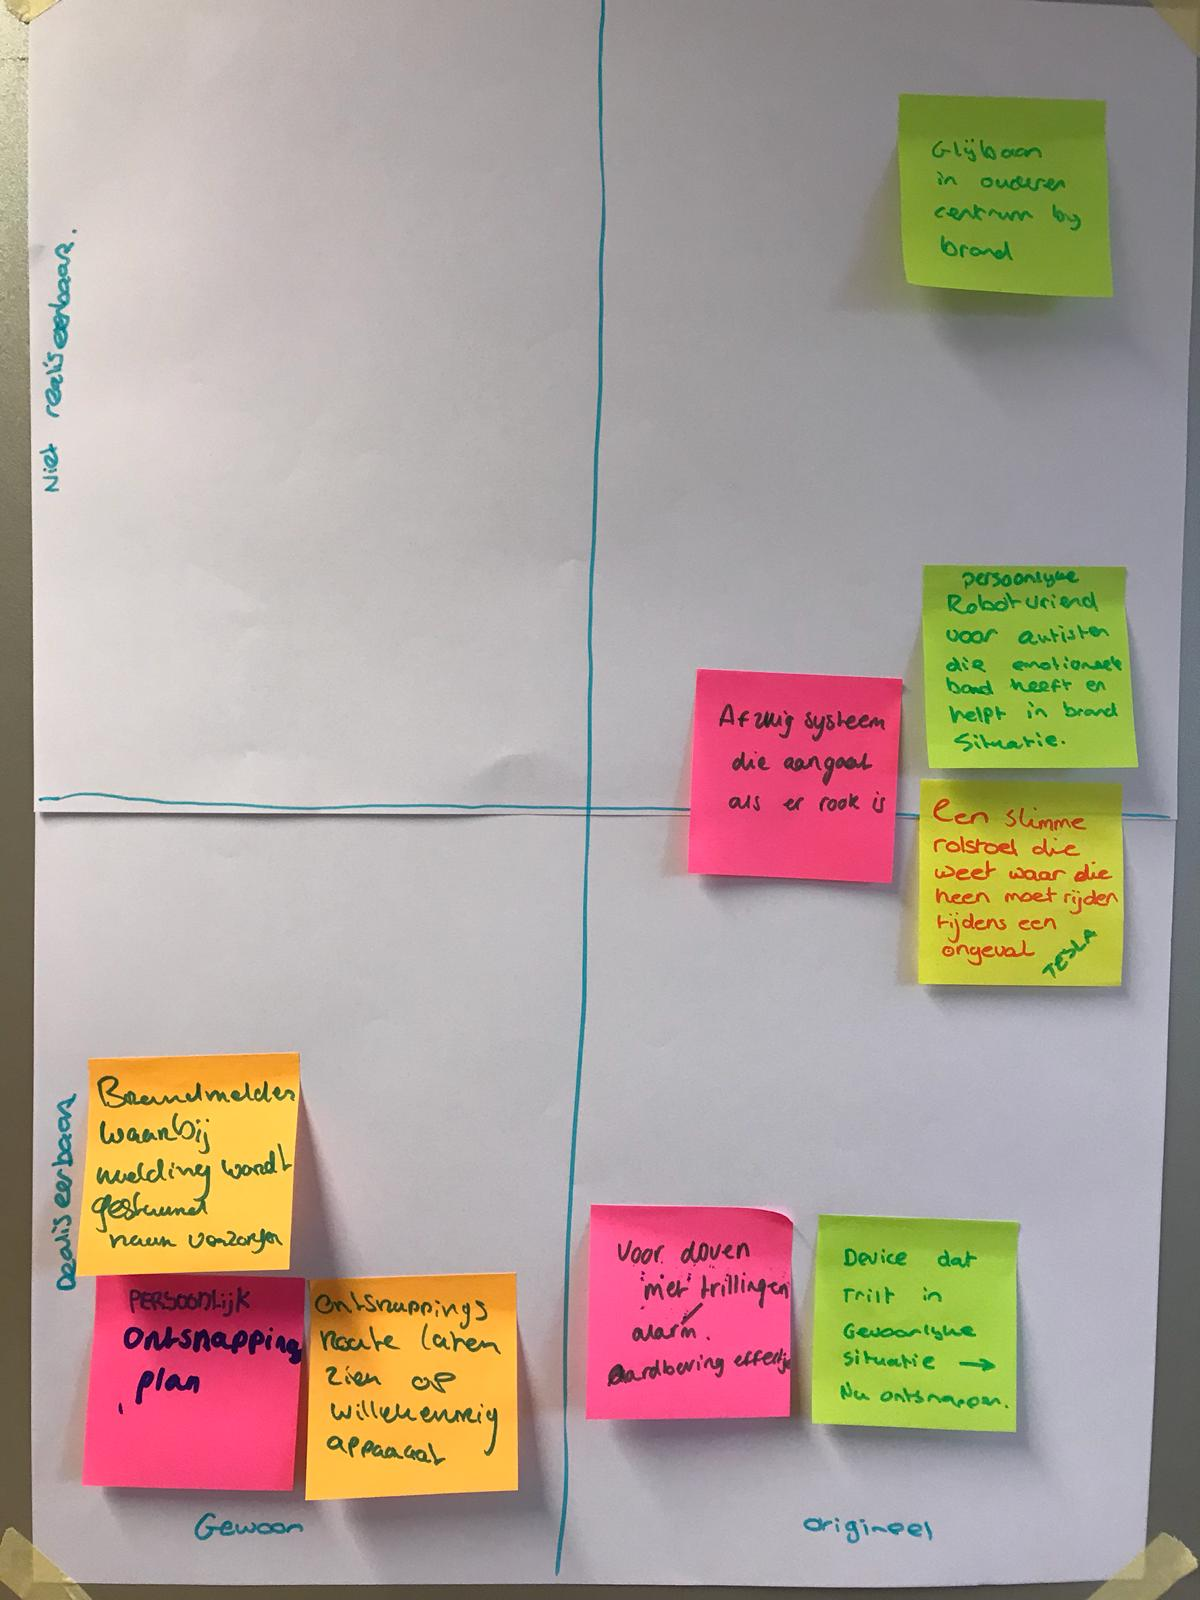 Glijbaan
in ouderen
centrum bij
brand
Niet realiseerbaar.
persoonlijke
Robotvriend
voor autisten
die emotionele
band heeft en
helpt in brand
Situatie.
Afzuig systeem
die aangaat
als er rook is
Een slimme
rolstoel die
weet waar die
heen moet rijden
tijdens een
ongeval
TESLA
Realiseerbaar
Brandmelder
waarbij
melding wordt
gestuurd
naar verzorger
PERSOONLIJK
Ontsnapping
plan
Ontsnappings
Route laten
zien op
willekeurig
apparaat
Voor doven
met trillingen
alarm.
Aardbeving effectje
Device dat
Trilt in
Gevaarlijke
situatie →
Nu ontsnappen.
Gewoon
origineel